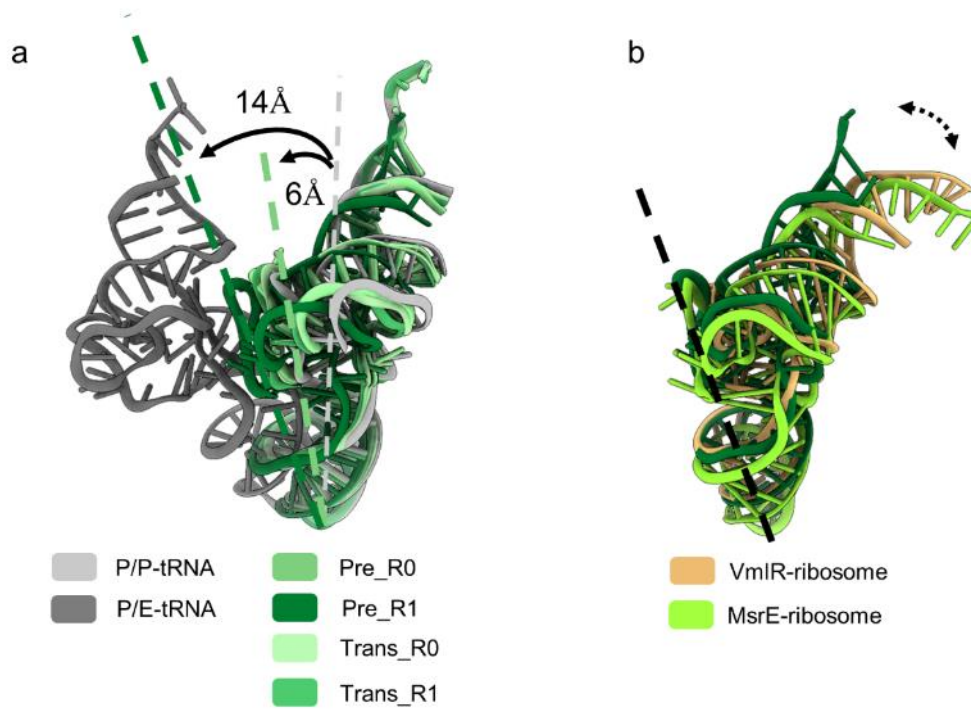 a
b
14Å
6Å
P/P-tRNA
P/E-tRNA
Pre_R0
Pre_R1
Trans_R0
Trans_R1
VmlR-ribosome
MsrE-ribosome